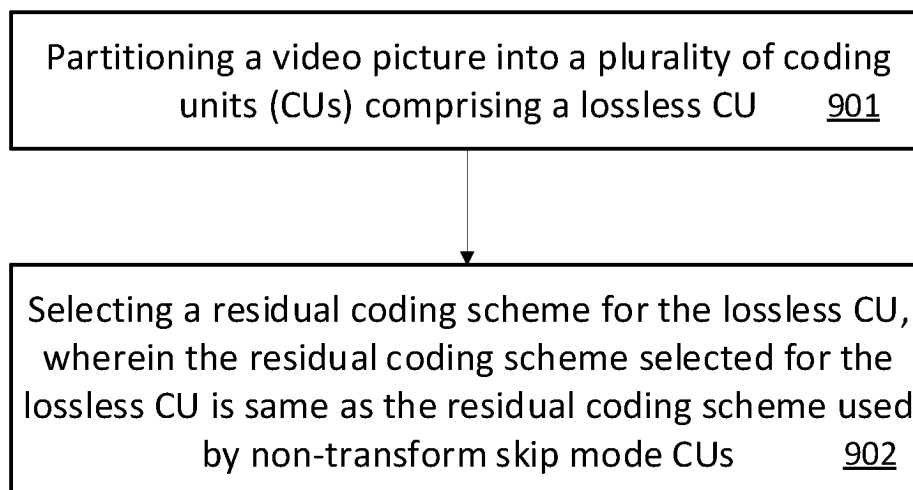 Partitioning a video picture into a plurality of coding
units (CUs) comprising a lossless CU 901
Selecting a residual coding scheme for the lossless CU,
wherein the residual coding scheme selected for the
lossless CU is same as the residual coding scheme used
by non-transform skip mode CUs 902